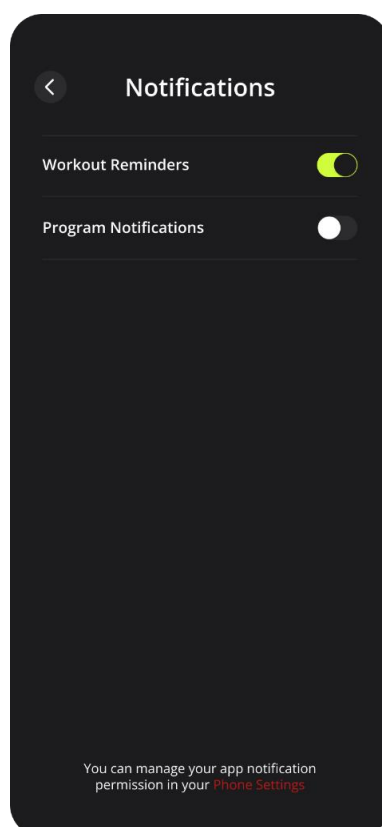 Notifications
Workout Reminders
Program Notifications
You can manage your app notification
permission in your Phone Settings